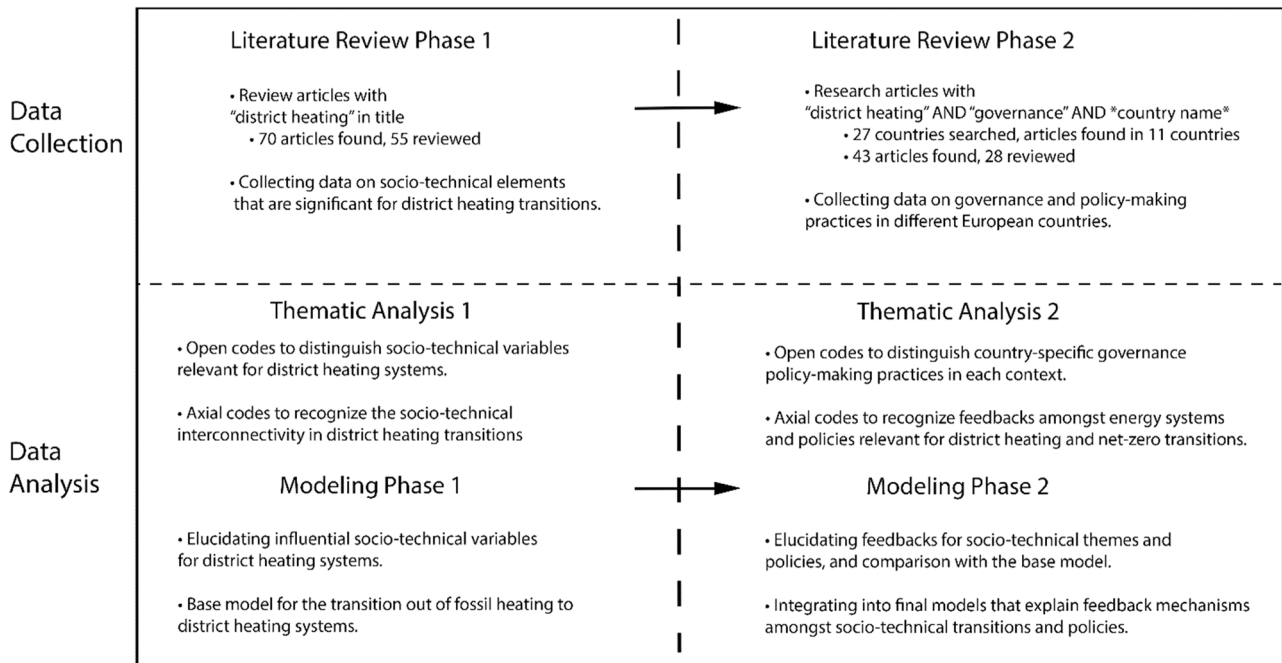 Data
Collection
Literature Review Phase 1
• Review articles with
"district heating" in title
• 70 articles found, 55 reviewed
• Collecting data on socio-technical elements
that are significant for district heating transitions.
Literature Review Phase 2
• Research articles with
"district heating" AND "governance" AND *country name*
• 27 countries searched, articles found in 11 countries
• 43 articles found, 28 reviewed
• Collecting data on governance and policy-making
practices in different European countries.
Data
Analysis
Thematic Analysis 1
• Open codes to distinguish socio-technical variables
relevant for district heating systems.
• Axial codes to recognize the socio-technical
interconnectivity in district heating transitions
Modeling Phase 1
• Elucidating influential socio-technical variables
for district heating systems.
• Base model for the transition out of fossil heating to
district heating systems.
Thematic Analysis 2
• Open codes to distinguish country-specific governance
policy-making practices in each context.
• Axial codes to recognize feedbacks amongst energy systems
and policies relevant for district heating and net-zero transitions.
Modeling Phase 2
• Elucidating feedbacks for socio-technical themes and
policies, and comparison with the base model.
• Integrating into final models that explain feedback mechanisms
amongst socio-technical transitions and policies.